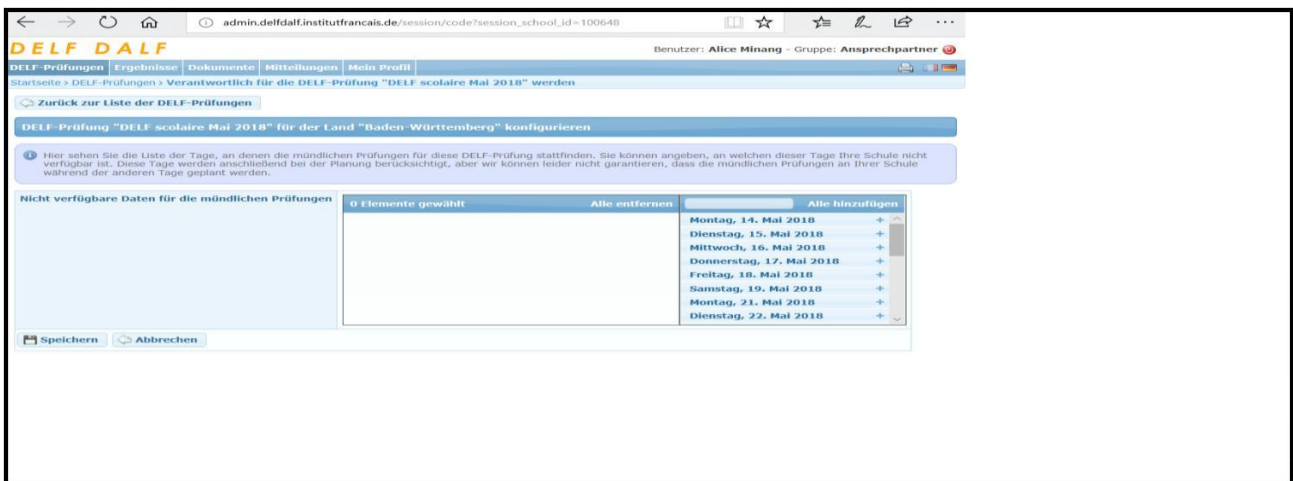 admin.delfdalf.institutfrancais.de/session/code?session_school_id=100648
DELF DALF
Benutzer: Alice Minang - Gruppe: Ansprechpartner
DELF-Prüfungen Ergebnisse Dokumente Mitteilungen Mein Profil
Startseite > DELF-Prüfungen > Verantwortlich für die DELF-Prüfung "DELF scolaire Mai 2018" werden
Zurück zur Liste der DELF-Prüfungen
DELF-Prüfung "DELF scolaire Mai 2018" für der Land "Baden-Württemberg" konfigurieren
Hier sehen Sie die Liste der Tage, an denen die mündlichen Prüfungen für diese DELF-Prüfung stattfinden. Sie können angeben, an welchen dieser Tage Ihre Schule nicht
verfügbar ist. Diese Tage werden anschließend bei der Planung berücksichtigt, aber wir können leider nicht garantieren, dass die mündlichen Prüfungen an Ihrer Schule
während der anderen Tage geplant werden.
Nicht verfügbare Daten für die mündlichen Prüfungen
0 Elemente gewählt Alle entfernen Alle hinzufügen
Montag, 14. Mai 2018 +
Dienstag, 15. Mai 2018 +
Mittwoch, 16. Mai 2018 +
Donnerstag, 17. Mai 2018 +
Freitag, 18. Mai 2018 +
Samstag, 19. Mai 2018 +
Montag, 21. Mai 2018 +
Dienstag, 22. Mai 2018 +
Speichern Abbrechen